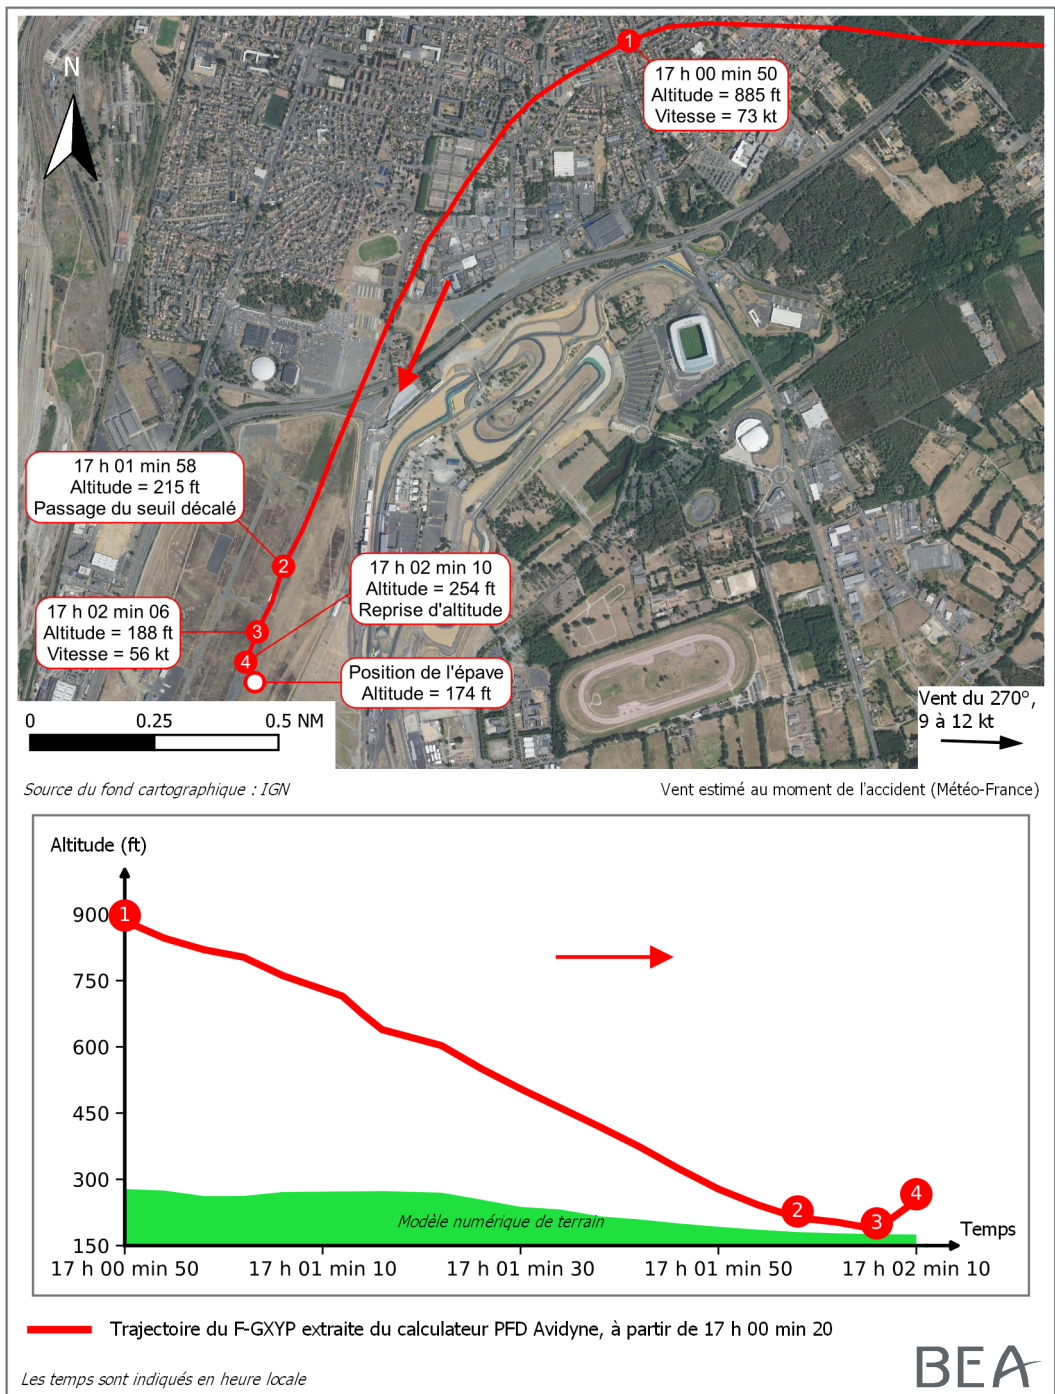 N
1
17 h 00 min 50
Altitude = 885 ft
Vitesse = 73 kt
17 h 01 min 58
Altitude = 215 ft
Passage du seuil décalé
2
17 h 02 min 10
Altitude = 254 ft
Reprise d'altitude
17 h 02 min 06
Altitude = 188 ft
Vitesse = 56 kt
3
4
Position de l'épave
Altitude = 174 ft
0 0.25 0.5 NM
Vent du 270°,
9 à 12 kt
Source du fond cartographique : IGN
Vent estimé au moment de l'accident (Météo-France)
Altitude (ft)
900
750
600
450
300
150
1
2
3
4
Modèle numérique de terrain
Temps
17 h 00 min 50 17 h 01 min 10 17 h 01 min 30 17 h 01 min 50 17 h 02 min 10
Trajectoire du F-GXYP extraite du calculateur PFD Avidyne, à partir de 17 h 00 min 20
Les temps sont indiqués en heure locale
BEA